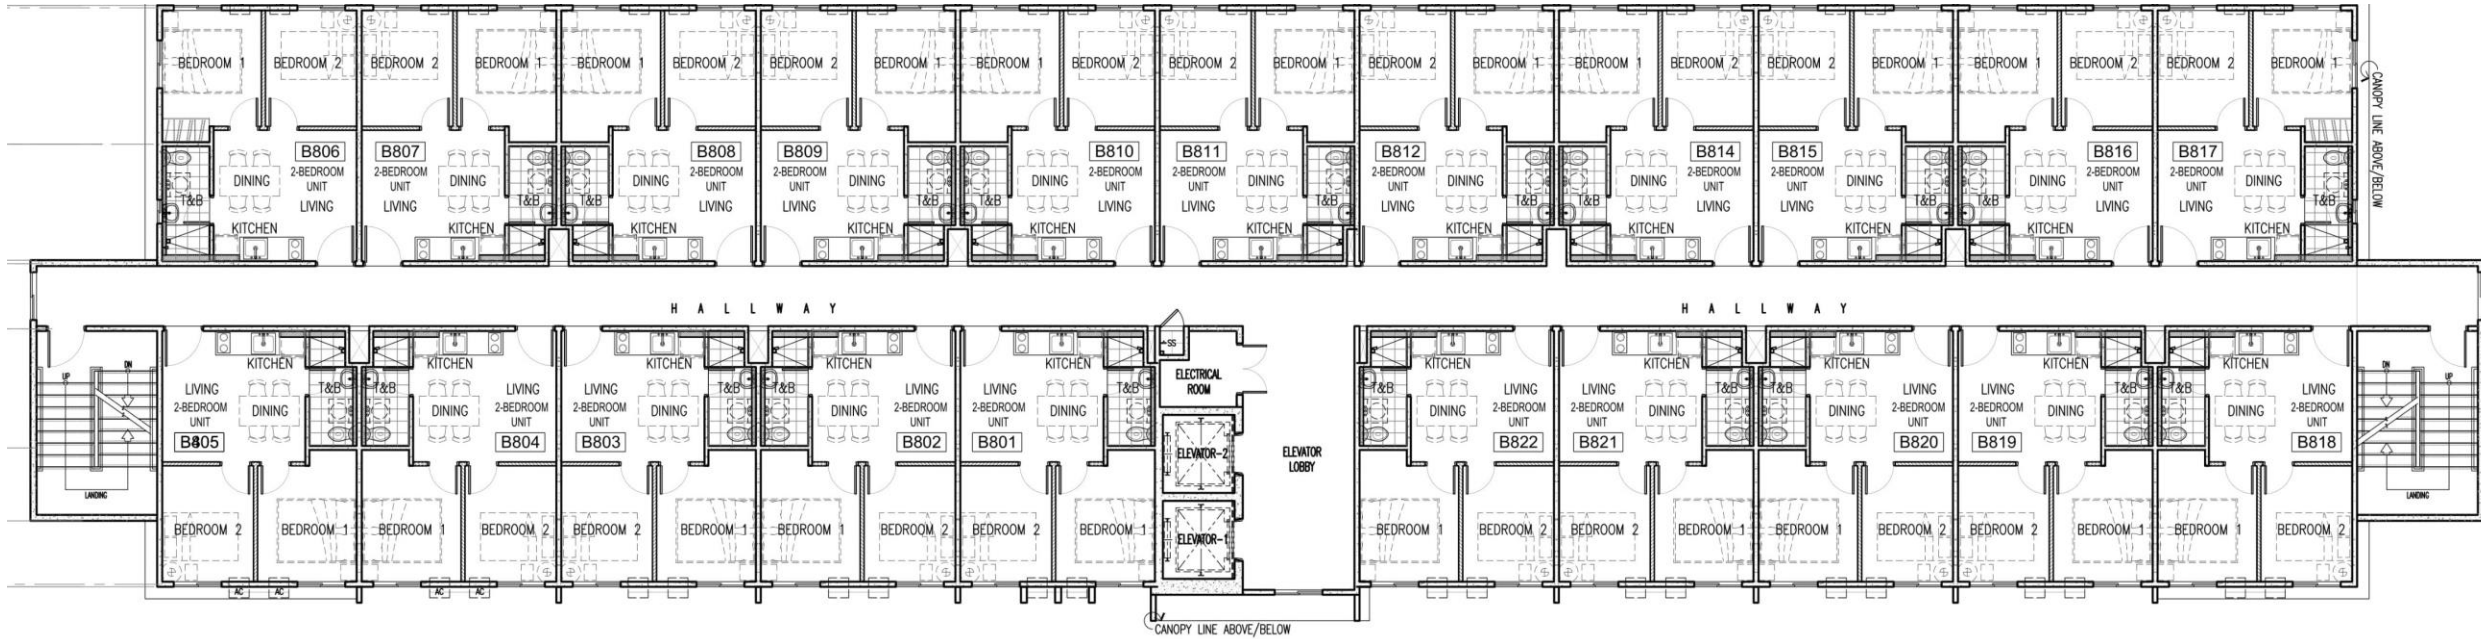 BEDROOM 1 BEDROOM 2 BEDROOM 2 BEDROOM 1 BEDROOM 1 BEDROOM 2 BEDROOM 2 BEDROOM 1 BEDROOM 1 BEDROOM 2 BEDROOM 2 BEDROOM 1 BEDROOM 2 BEDROOM 1 BEDROOM 1 BEDROOM 2 BEDROOM 2 BEDROOM 1 BEDROOM 1 BEDROOM 2 BEDROOM 2 BEDROOM 1
CANOPY LINE ABOVE/BELOW
B806 B807 B808 B809 B810 B811 B812 B814 B815 B816 B817
2-BEDROOM 2-BEDROOM 2-BEDROOM 2-BEDROOM 2-BEDROOM 2-BEDROOM 2-BEDROOM 2-BEDROOM 2-BEDROOM 2-BEDROOM 2-BEDROOM
DINING DINING DINING DINING DINING DINING DINING DINING DINING DINING DINING
UNIT UNIT UNIT UNIT UNIT UNIT UNIT UNIT UNIT UNIT UNIT
T&B T&B T&B T&B T&B T&B T&B T&B T&B T&B T&B
LIVING LIVING LIVING LIVING LIVING LIVING LIVING LIVING LIVING LIVING LIVING
KITCHEN KITCHEN KITCHEN KITCHEN KITCHEN KITCHEN KITCHEN KITCHEN KITCHEN KITCHEN KITCHEN
HALLWAY HALLWAY
SS
KITCHEN KITCHEN KITCHEN KITCHEN KITCHEN KITCHEN KITCHEN KITCHEN KITCHEN KITCHEN
UP DN DN UP
ELECTRICAL
ROOM
LIVING LIVING LIVING LIVING LIVING LIVING LIVING LIVING LIVING LIVING
T&B T&B T&B T&B T&B T&B T&B T&B T&B T&B
2-BEDROOM 2-BEDROOM 2-BEDROOM 2-BEDROOM 2-BEDROOM 2-BEDROOM 2-BEDROOM 2-BEDROOM 2-BEDROOM 2-BEDROOM
DINING DINING DINING DINING DINING DINING DINING DINING DINING DINING
UNIT UNIT UNIT UNIT UNIT UNIT UNIT UNIT UNIT UNIT
B805 B804 B803 B802 B801 B822 B821 B820 B819 B818
ELEVATOR-2
ELEVATOR
LOBBY
LANDING LANDING
BEDROOM 2 BEDROOM 1 BEDROOM 1 BEDROOM 2 BEDROOM 2 BEDROOM 1 BEDROOM 1 BEDROOM 2 BEDROOM 2 BEDROOM 1 BEDROOM 1 BEDROOM 2 BEDROOM 2 BEDROOM 1 BEDROOM 1 BEDROOM 2 BEDROOM 2 BEDROOM 1 BEDROOM 1 BEDROOM 2
ELEVATOR-1
AC AC AC AC
CANOPY LINE ABOVE/BELOW